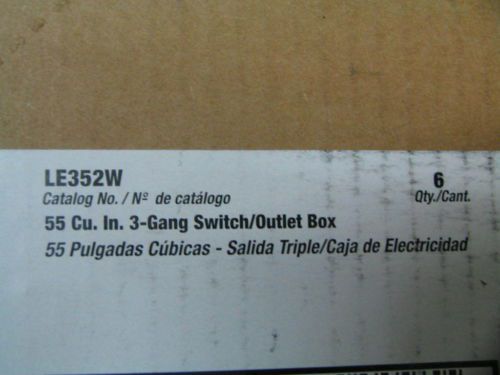 LE352W 6
Catalog No. / Nº de catálogo Qty./Cant.
55 Cu. In. 3-Gang Switch/Outlet Box
55 Pulgadas Cúbicas - Salida Triple/Caja de Electricidad